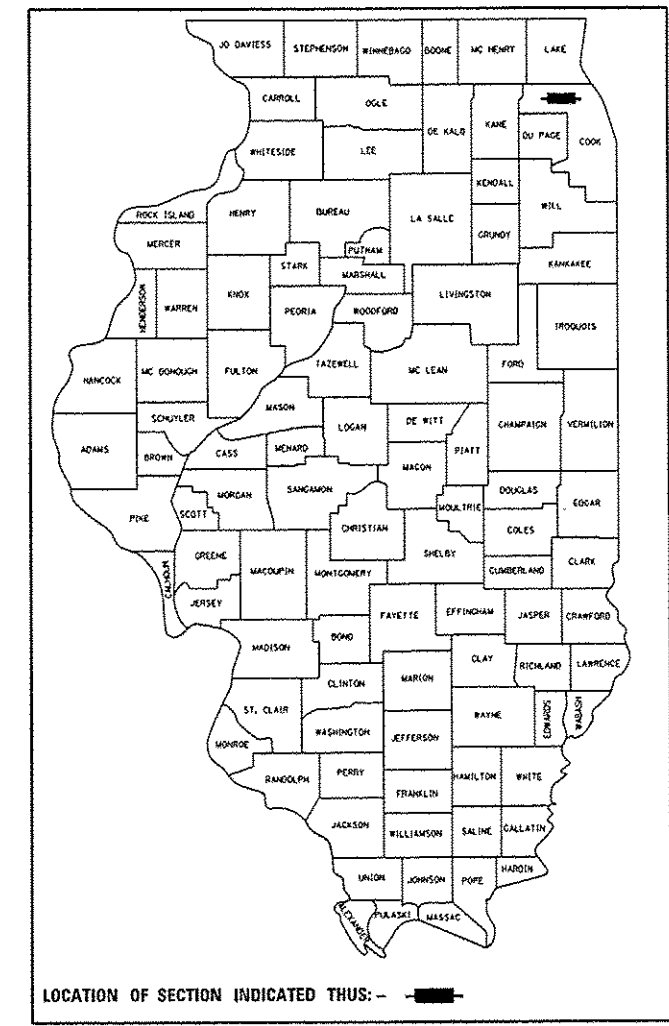 JO DAVIESS STEPHENSON WINNEBAGO BOONE MC HENRY LAKE
CARROLL OGLE
DE KALB KANE DU PAGE COOK
WHITESIDE LEE
KENDALL
ROCK ISLAND HENRY BUREAU LA SALLE WILL
MERCER PUTNAM GRUNDY
STARK MARSHALL KANKAKEE
HENDERSON WARREN KNOX PEORIA WOODFORD LIVINGSTON IROQUOIS
HANCOCK MC DONOUGH FULTON TAZEWELL MC LEAN FORD
MASON
SCHUYLER LOGAN DE WITT CHAMPAIGN VERMILION
ADAMS BROWN CASS MENARD PIATT
MACON
MORGAN SANGAMON DOUGLAS
PIKE SCOTT CHRISTIAN MOULTRIE EDGAR
COLES
GREENE SHELBY
CALHOUN MACOUPIN MONTGOMERY CUMBERLAND CLARK
JERSEY FAYETTE EFFINGHAM JASPER CRAWFORD
MADISON BOND
CLAY RICHLAND LAWRENCE
CLINTON MARION
ST. CLAIR WAYNE EDWARDS WABASH
WASHINGTON JEFFERSON
MONROE
RANDOLPH PERRY HAMILTON WHITE
FRANKLIN
JACKSON WILLIAMSON SALINE GALLATIN
UNION JOHNSON POPE HARDIN
ALEXANDER PULASKI MASSAC
LOCATION OF SECTION INDICATED THUS: -